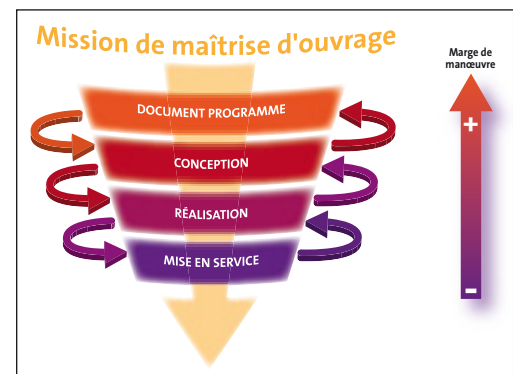 Mission de maîtrise d'ouvrage
Marge de
manœuvre
DOCUMENT PROGRAMME
+
CONCEPTION
RÉALISATION
MISE EN SERVICE
-